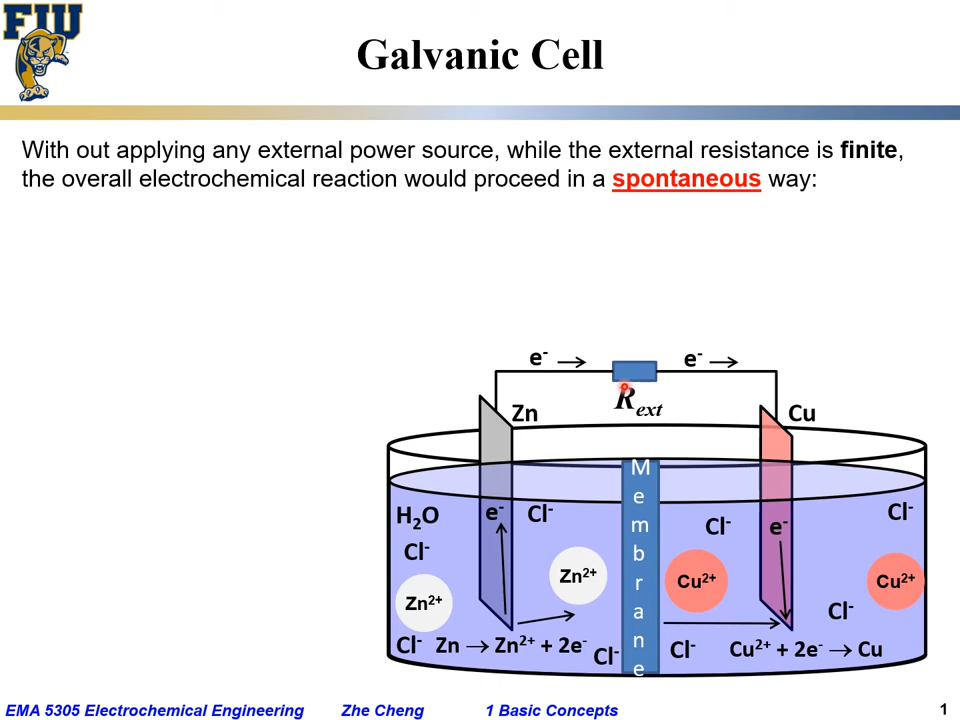 FIU
Galvanic Cell
With out applying any external power source, while the external resistance is finite,
the overall electrochemical reaction would proceed in a spontaneous way:
e⁻ → e⁻ →
R_ext
Zn
Cu
Membrane
H₂O
e⁻
Cl⁻
Cl⁻
e⁻
Cl⁻
Cl⁻
Zn²⁺
Zn²⁺
Cu²⁺
Cu²⁺
Cl⁻
Cl⁻
Zn → Zn²⁺ + 2e⁻
Cl⁻
Cl⁻
Cu²⁺ + 2e⁻ → Cu
EMA 5305 Electrochemical Engineering Zhe Cheng 1 Basic Concepts 1